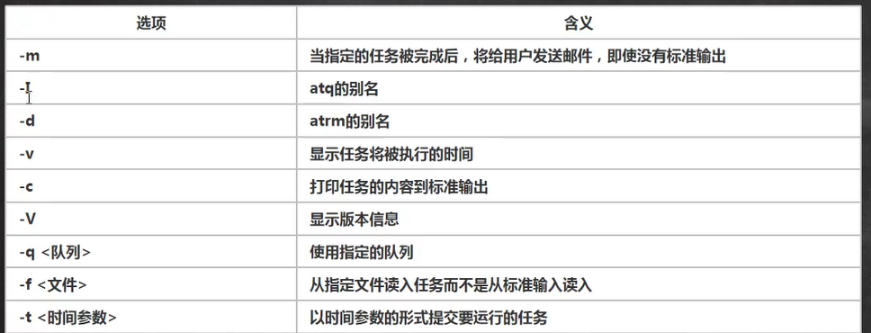 选项 含义
-m 当指定的任务被完成后，将给用户发送邮件，即使没有标准输出
-I atq的别名
-d atrm的别名
-v 显示任务将被执行的时间
-c 打印任务的内容到标准输出
-V 显示版本信息
-q <队列> 使用指定的队列
-f <文件> 从指定文件读入任务而不是从标准输入读入
-t <时间参数> 以时间参数的形式提交要运行的任务